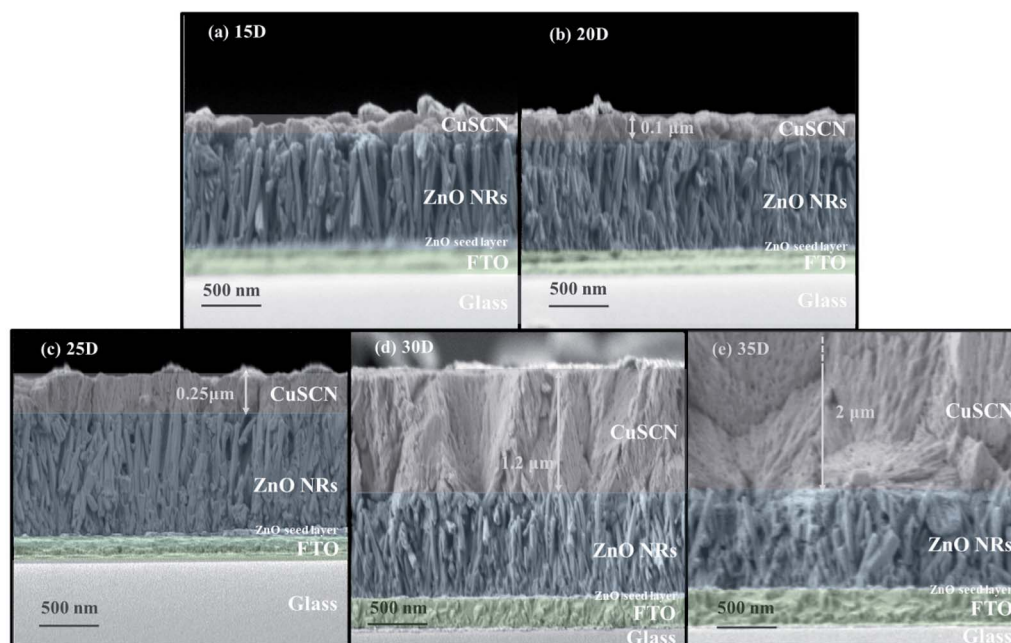 (a) 15D
CuSCN
ZnO NRs
ZnO seed layer
FTO
500 nm
Glass
(b) 20D
0.1 μm
CuSCN
ZnO NRs
ZnO seed layer
FTO
500 nm
Glass
(c) 25D
0.25μm
CuSCN
ZnO NRs
ZnO seed layer
FTO
500 nm
Glass
(d) 30D
CuSCN
1.2 μm
ZnO NRs
ZnO seed layer
FTO
500 nm
Glass
(e) 35D
2 μm
CuSCN
ZnO NRs
ZnO seed layer
FTO
500 nm
Glass